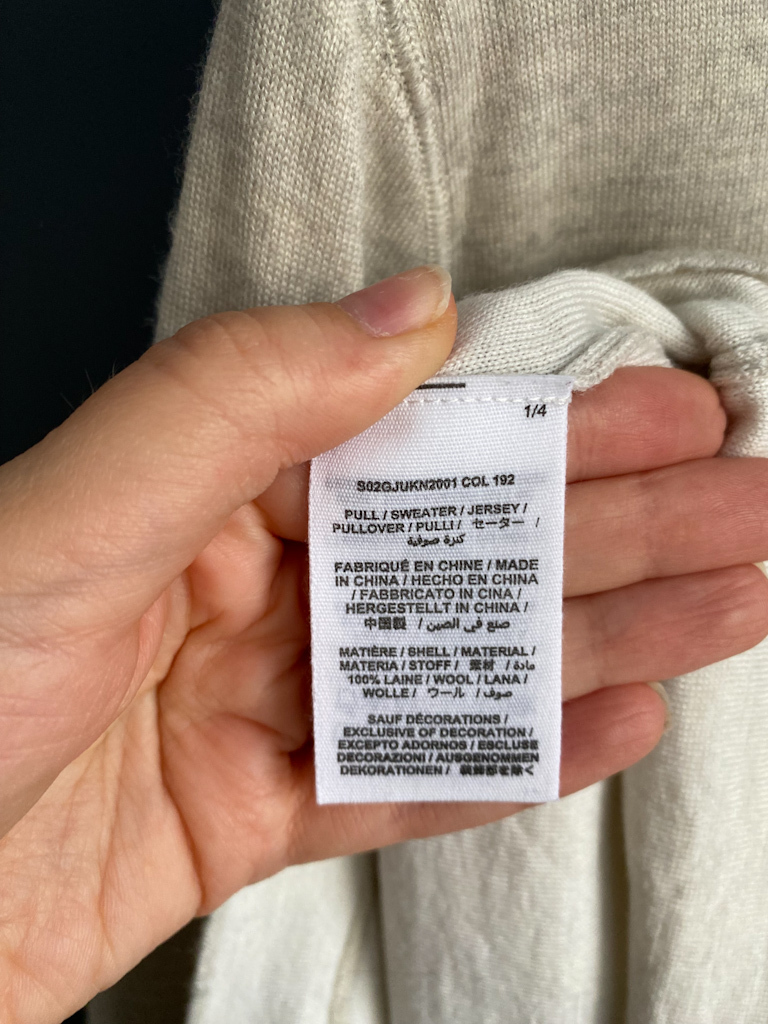 1/4
S02GJUKN2001 COL 192
PULL / SWEATER / JERSEY /
PULLOVER / PULLI / セーター /
كنزة صوفية
FABRIQUÉ EN CHINE / MADE
IN CHINA / HECHO EN CHINA
/ FABBRICATO IN CINA /
HERGESTELLT IN CHINA /
中国製 / صنع في الصين
MATIÈRE / SHELL / MATERIAL /
MATERIA / STOFF / 素材 / مادة
100% LAINE / WOOL / LANA /
WOLLE / ウール / صوف
SAUF DÉCORATIONS /
EXCLUSIVE OF DECORATION /
EXCEPTO ADORNOS / ESCLUSE
DECORAZIONI / AUSGENOMMEN
DEKORATIONEN / 装飾部を除く